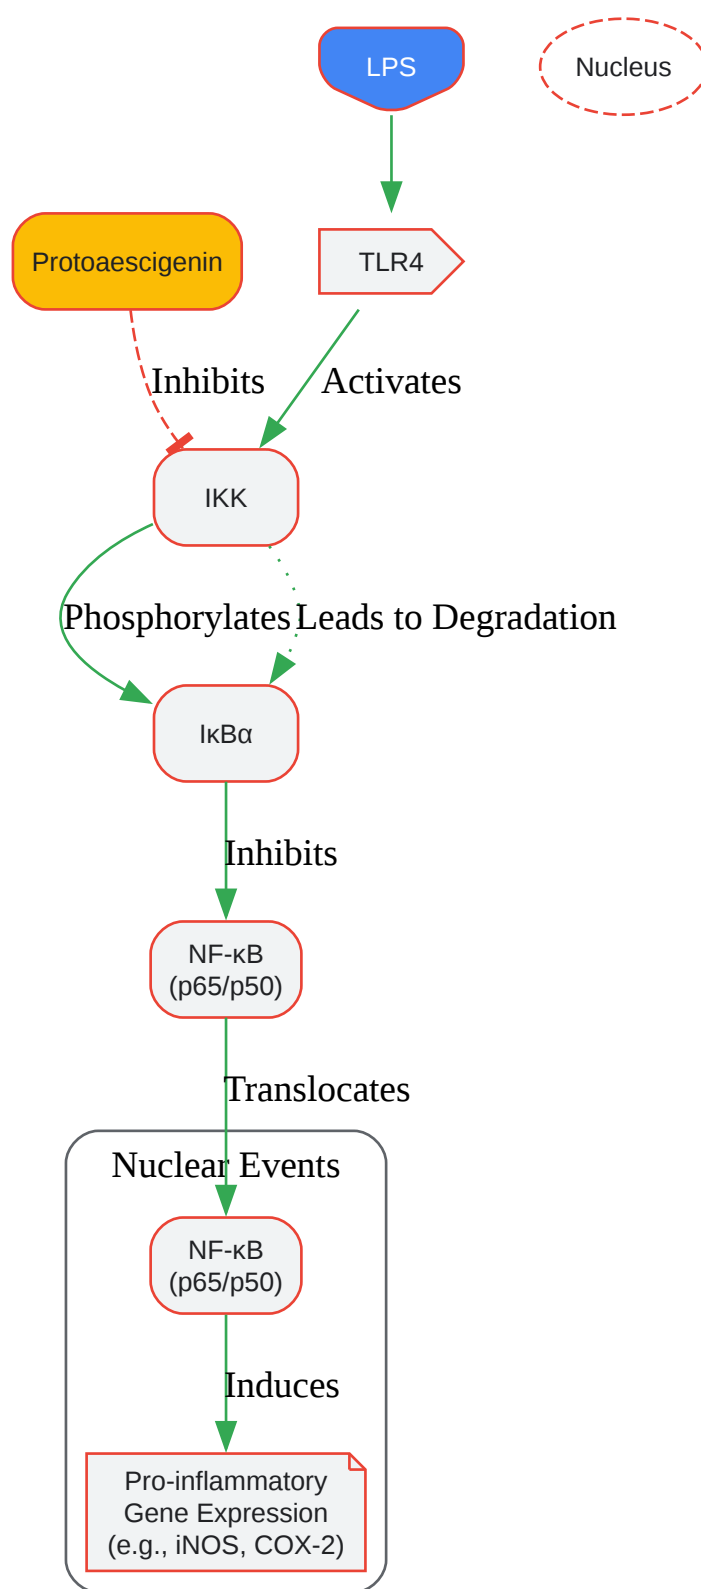 LPS
Nucleus
Protoaescigenin
TLR4
Inhibits
Activates
IKK
Phosphorylates
Leads to Degradation
IκBα
Inhibits
NF-κB
(p65/p50)
Translocates
Nuclear Events
NF-κB
(p65/p50)
Induces
Pro-inflammatory
Gene Expression
(e.g., iNOS, COX-2)